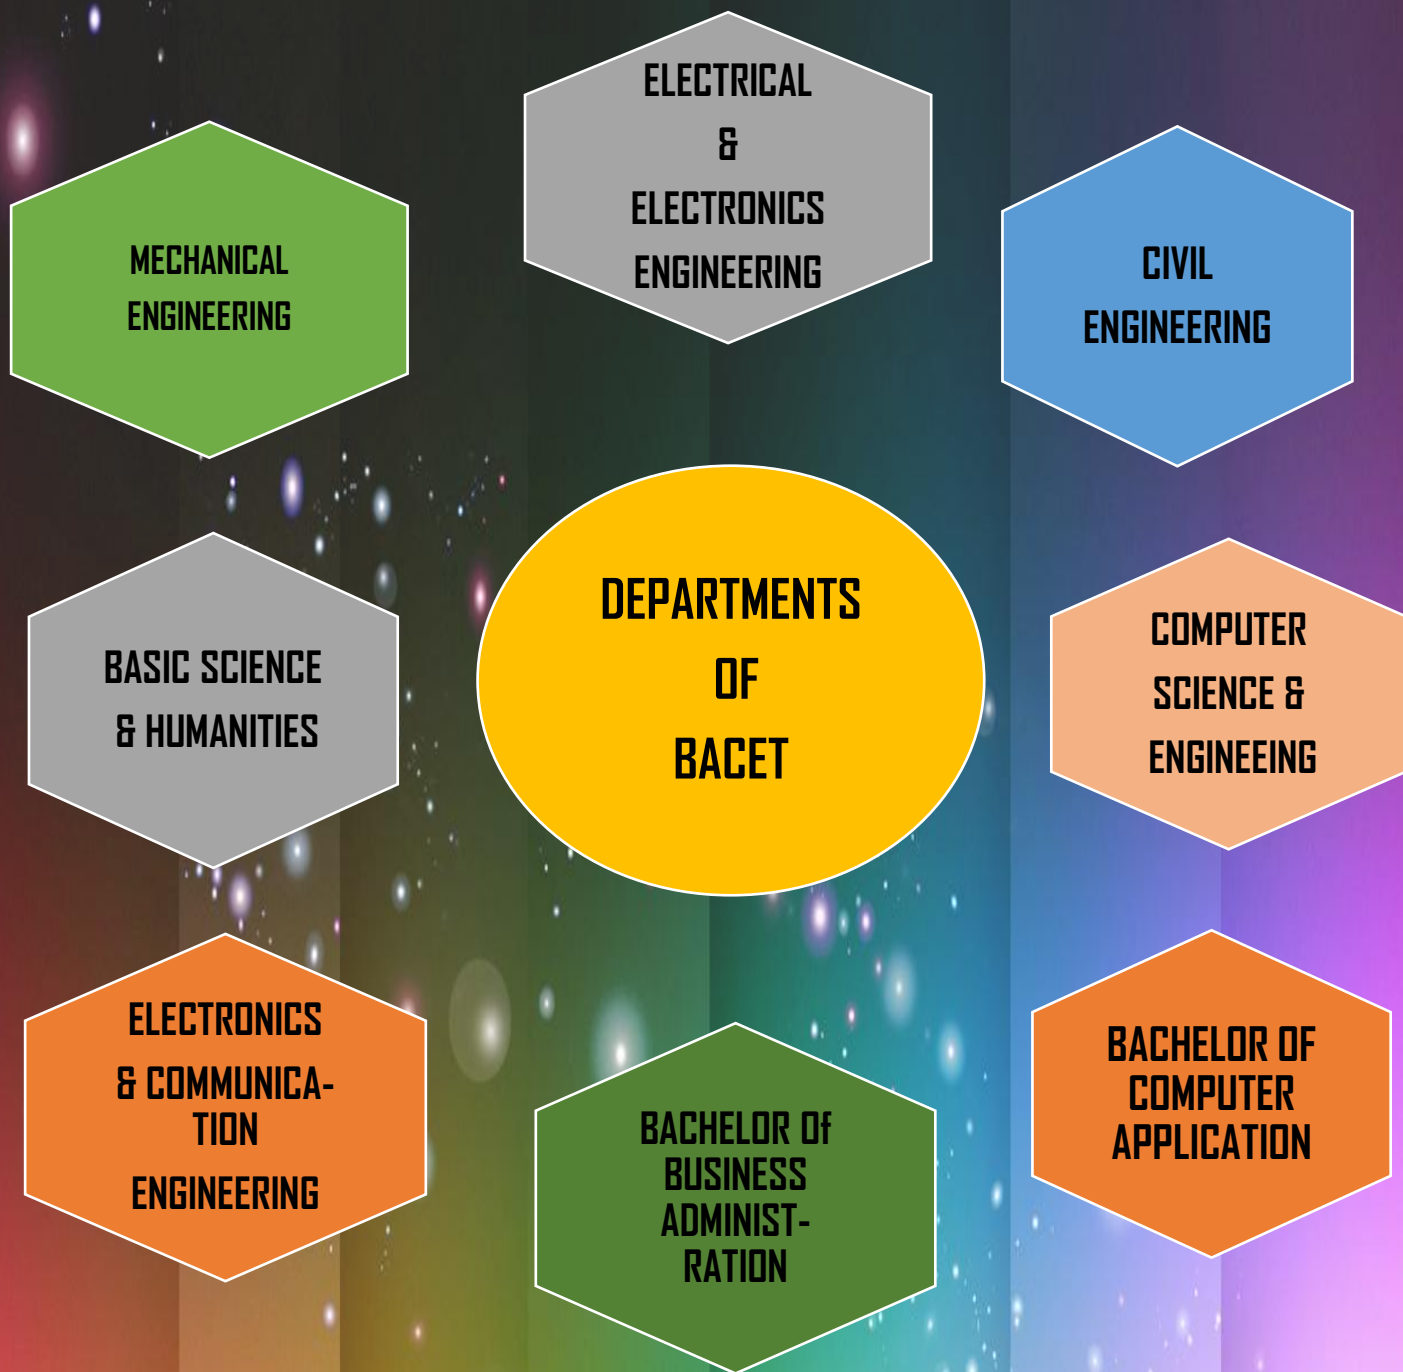 ELECTRICAL
&
ELECTRONICS
ENGINEERING
MECHANICAL
ENGINEERING
CIVIL
ENGINEERING
DEPARTMENTS
OF
BACET
BASIC SCIENCE
& HUMANITIES
COMPUTER
SCIENCE &
ENGINEEING
ELECTRONICS
& COMMUNICA-
TION
ENGINEERING
BACHELOR Of
BUSINESS
ADMINIST-
RATION
BACHELOR OF
COMPUTER
APPLICATION